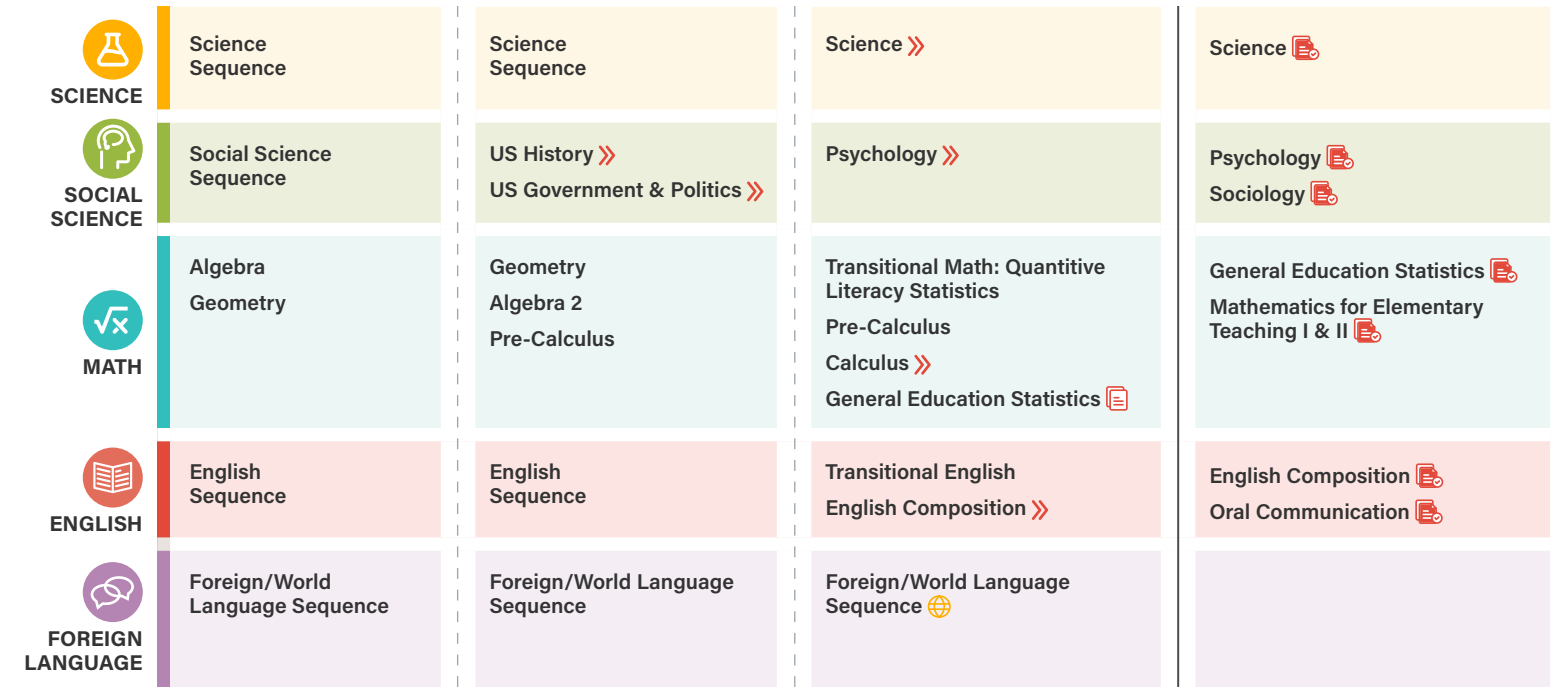 SCIENCE
Science
Sequence
Science
Sequence
Science
Science
SOCIAL
SCIENCE
Social Science
Sequence
US History
US Government & Politics
Psychology
Psychology
Sociology
MATH
Algebra
Geometry
Geometry
Algebra 2
Pre-Calculus
Transitional Math: Quantitive
Literacy Statistics
Pre-Calculus
Calculus
General Education Statistics
General Education Statistics
Mathematics for Elementary
Teaching I & II
ENGLISH
English
Sequence
English
Sequence
Transitional English
English Composition
English Composition
Oral Communication
FOREIGN
LANGUAGE
Foreign/World
Language Sequence
Foreign/World Language
Sequence
Foreign/World Language
Sequence